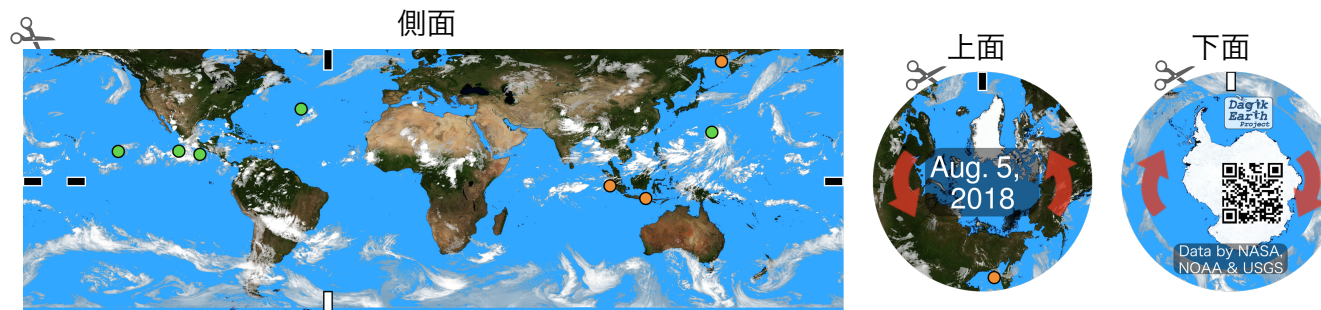 側面
上面
下面
Aug. 5,
2018
Dagik
Earth
Project
Data by NASA,
NOAA & USGS